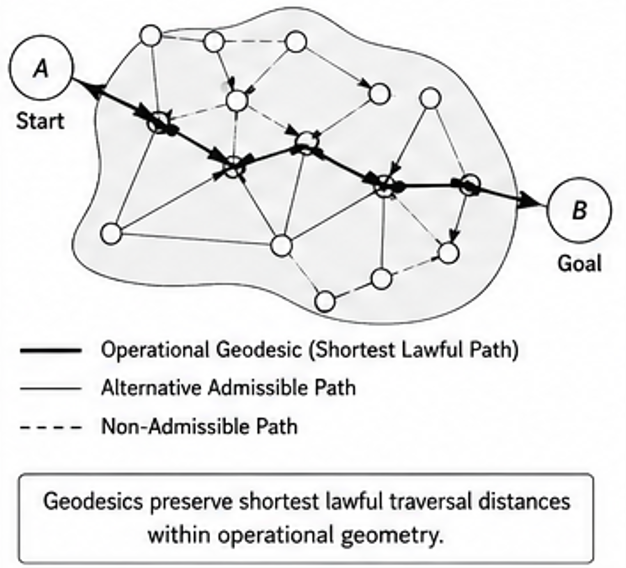 A
Start
B
Goal
Operational Geodesic (Shortest Lawful Path)
Alternative Admissible Path
Non-Admissible Path
Geodesics preserve shortest lawful traversal distances
within operational geometry.